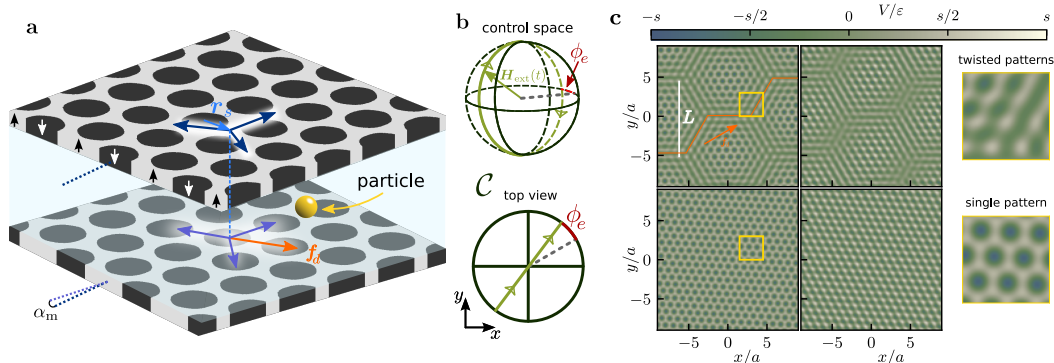 a
r_s
particle
f_d
α_m
b
control space
ϕ_e
H_ext(t)
C
top view
ϕ_e
y
x
c
V/ε
−s
−s/2
0
s/2
s
twisted patterns
y/a
5
0
−5
L
single pattern
y/a
5
0
−5
−5
0
5
−5
0
5
x/a
x/a